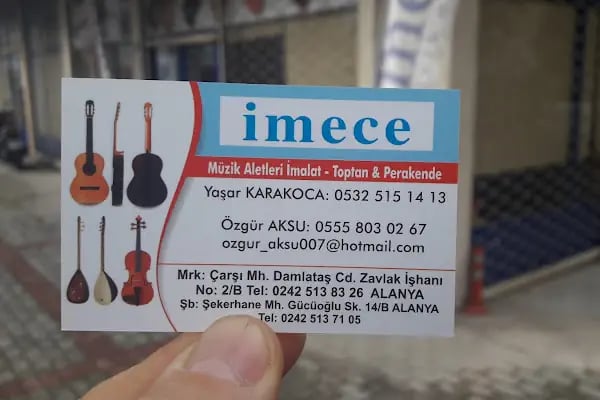 imece
Müzik Aletleri İmalat - Toptan & Perakende
Yaşar KARAKOCA: 0532 515 14 13
Özgür AKSU: 0555 803 02 67
ozgur_aksu007@hotmail.com
Mrk: Çarşı Mh. Damlataş Cd. Zavlak İşhanı
No: 2/B Tel: 0242 513 83 26 ALANYA
Şb: Şekerhane Mh. Gücüoğlu Sk. 14/B ALANYA
Tel: 0242 513 71 05